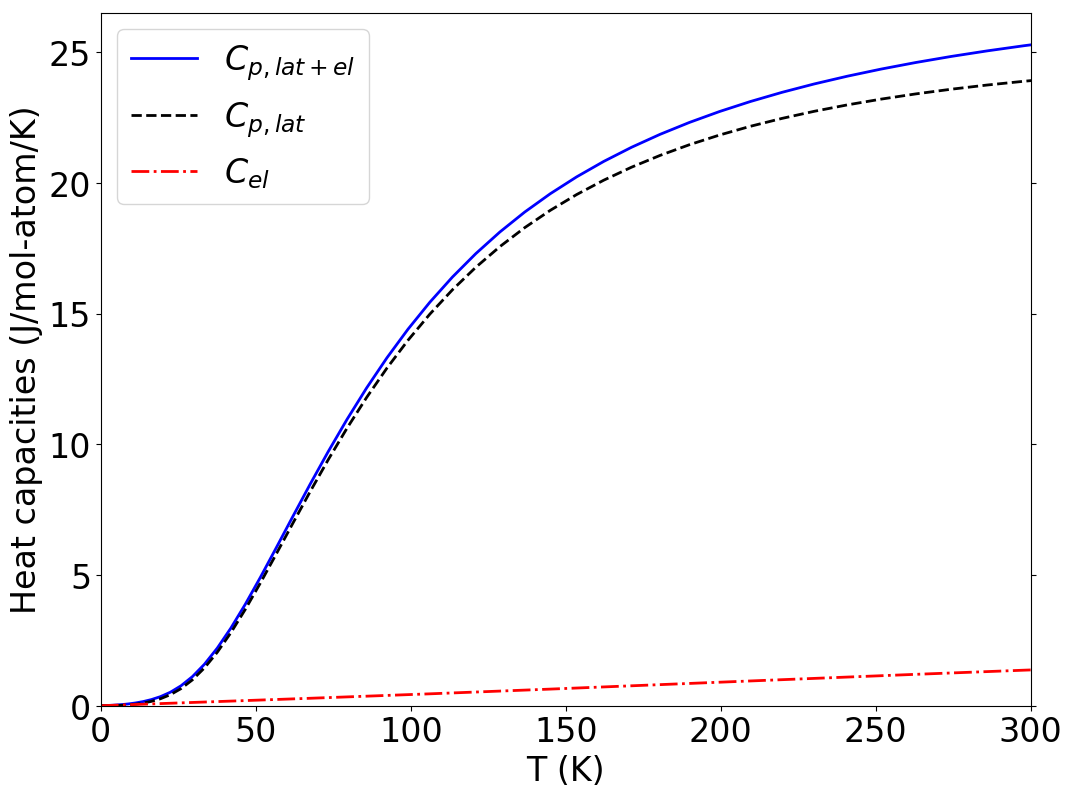 Heat capacities (J/mol-atom/K)
25
20
15
10
5
0
C_{p, lat+el}
C_{p, lat}
C_{el}
0 50 100 150 200 250 300
T (K)